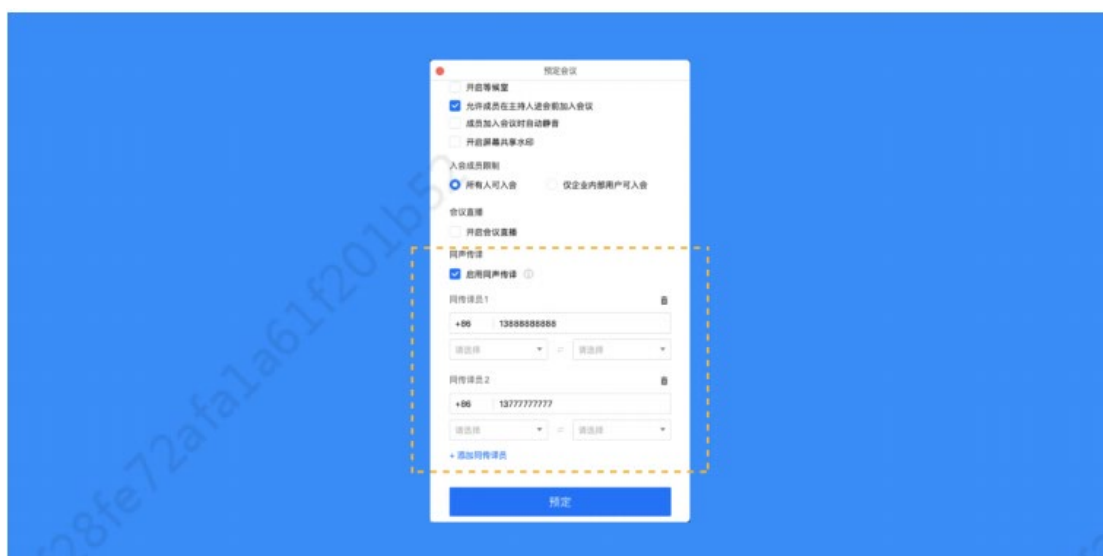 预定会议
开启等候室
允许成员在主持人进会前加入会议
成员加入会议时自动静音
开启屏幕共享水印
入会成员限制
所有人可入会 仅企业内部用户可入会
会议直播
开启会议直播
同声传译
启用同声传译
同传译员1
+86 13888888888
请选择 请选择
同传译员2
+86 13777777777
请选择 请选择
+ 添加同传译员
预定